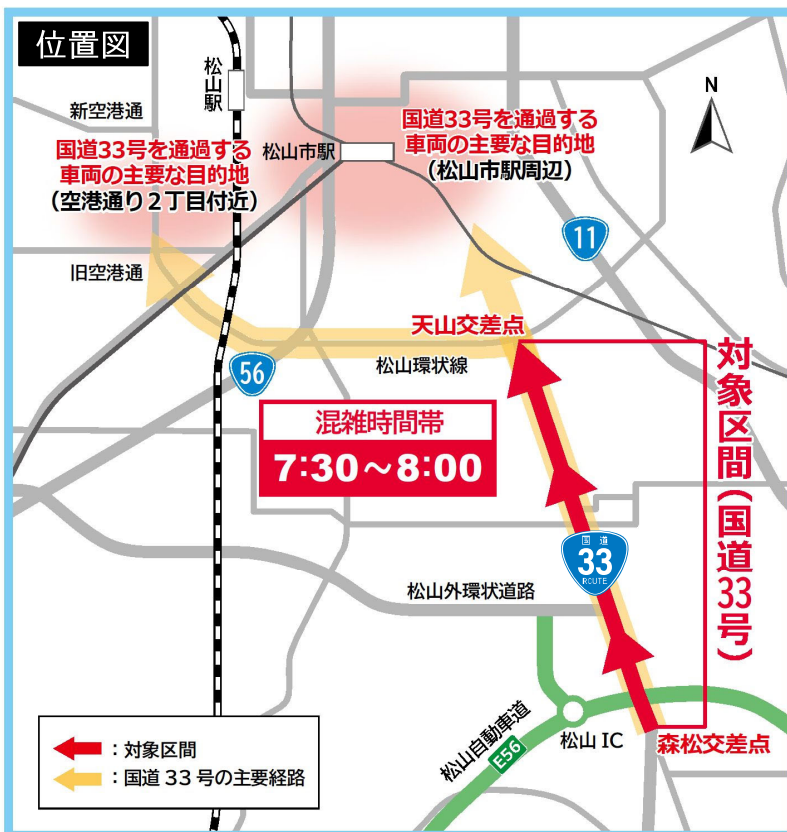 位置図
松山駅
N
新空港通
国道33号を通過する
車両の主要な目的地
(空港通り2丁目付近)
松山市駅
国道33号を通過する
車両の主要な目的地
(松山市駅周辺)
11
旧空港通
天山交差点
56
松山環状線
対象区間(国道33号)
混雑時間帯
7:30~8:00
国道
33
ROUTE
松山外環状道路
松山自動車道
E56
松山 IC
森松交差点
:対象区間
:国道 33 号の主要経路